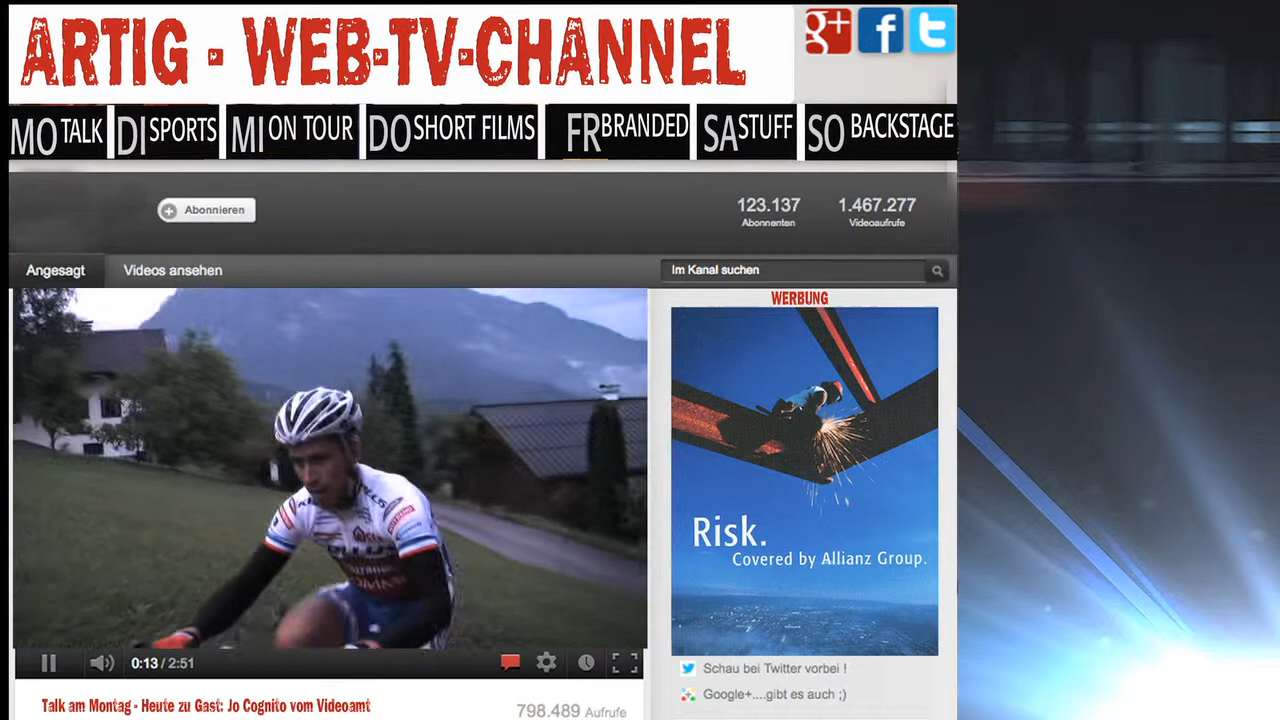 ARTIG - WEB-TV-CHANNEL
g+ f
MO TALK DI SPORTS MI ON TOUR DO SHORT FILMS FR BRANDED SA STUFF SO BACKSTAGE
Abonnieren
123.137 1.467.277
Abonnenten Videoaufrufe
Angesagt Videos ansehen Im Kanal suchen
WERBUNG
Risk.
Covered by Allianz Group.
0:13 / 2:51
Schau bei Twitter vorbei !
Google+....gibt es auch ;)
Talk am Montag - Heute zu Gast: Jo Cognito vom Videoamt
798.489 Aufrufe